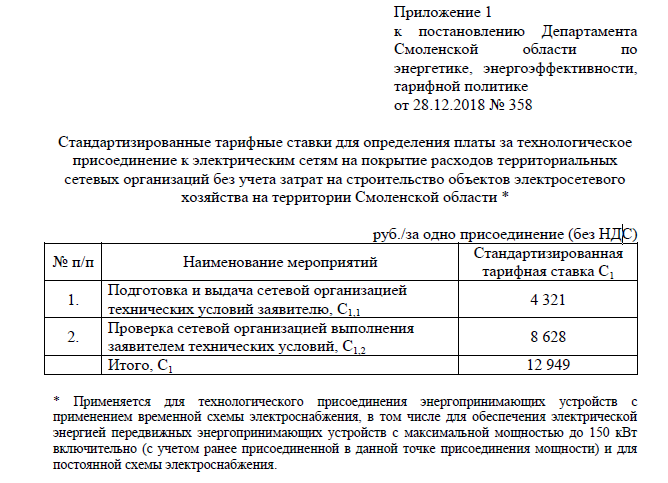 Приложение 1
к постановлению Департамента
Смоленской области по
энергетике, энергоэффективности,
тарифной политике
от 28.12.2018 № 358
Стандартизированные тарифные ставки для определения платы за технологическое
присоединение к электрическим сетям на покрытие расходов территориальных
сетевых организаций без учета затрат на строительство объектов электросетевого
хозяйства на территории Смоленской области *
руб./за одно присоединение (без НДС)
№ п/п Наименование мероприятий Стандартизированная
тарифная ставка С1
1. Подготовка и выдача сетевой организацией
технических условий заявителю, С1,1 4 321
2. Проверка сетевой организацией выполнения
заявителем технических условий, С1,2 8 628
Итого, С1 12 949
* Применяется для технологического присоединения энергопринимающих устройств с
применением временной схемы электроснабжения, в том числе для обеспечения электрической
энергией передвижных энергопринимающих устройств с максимальной мощностью до 150 кВт
включительно (с учетом ранее присоединенной в данной точке присоединения мощности) и для
постоянной схемы электроснабжения.